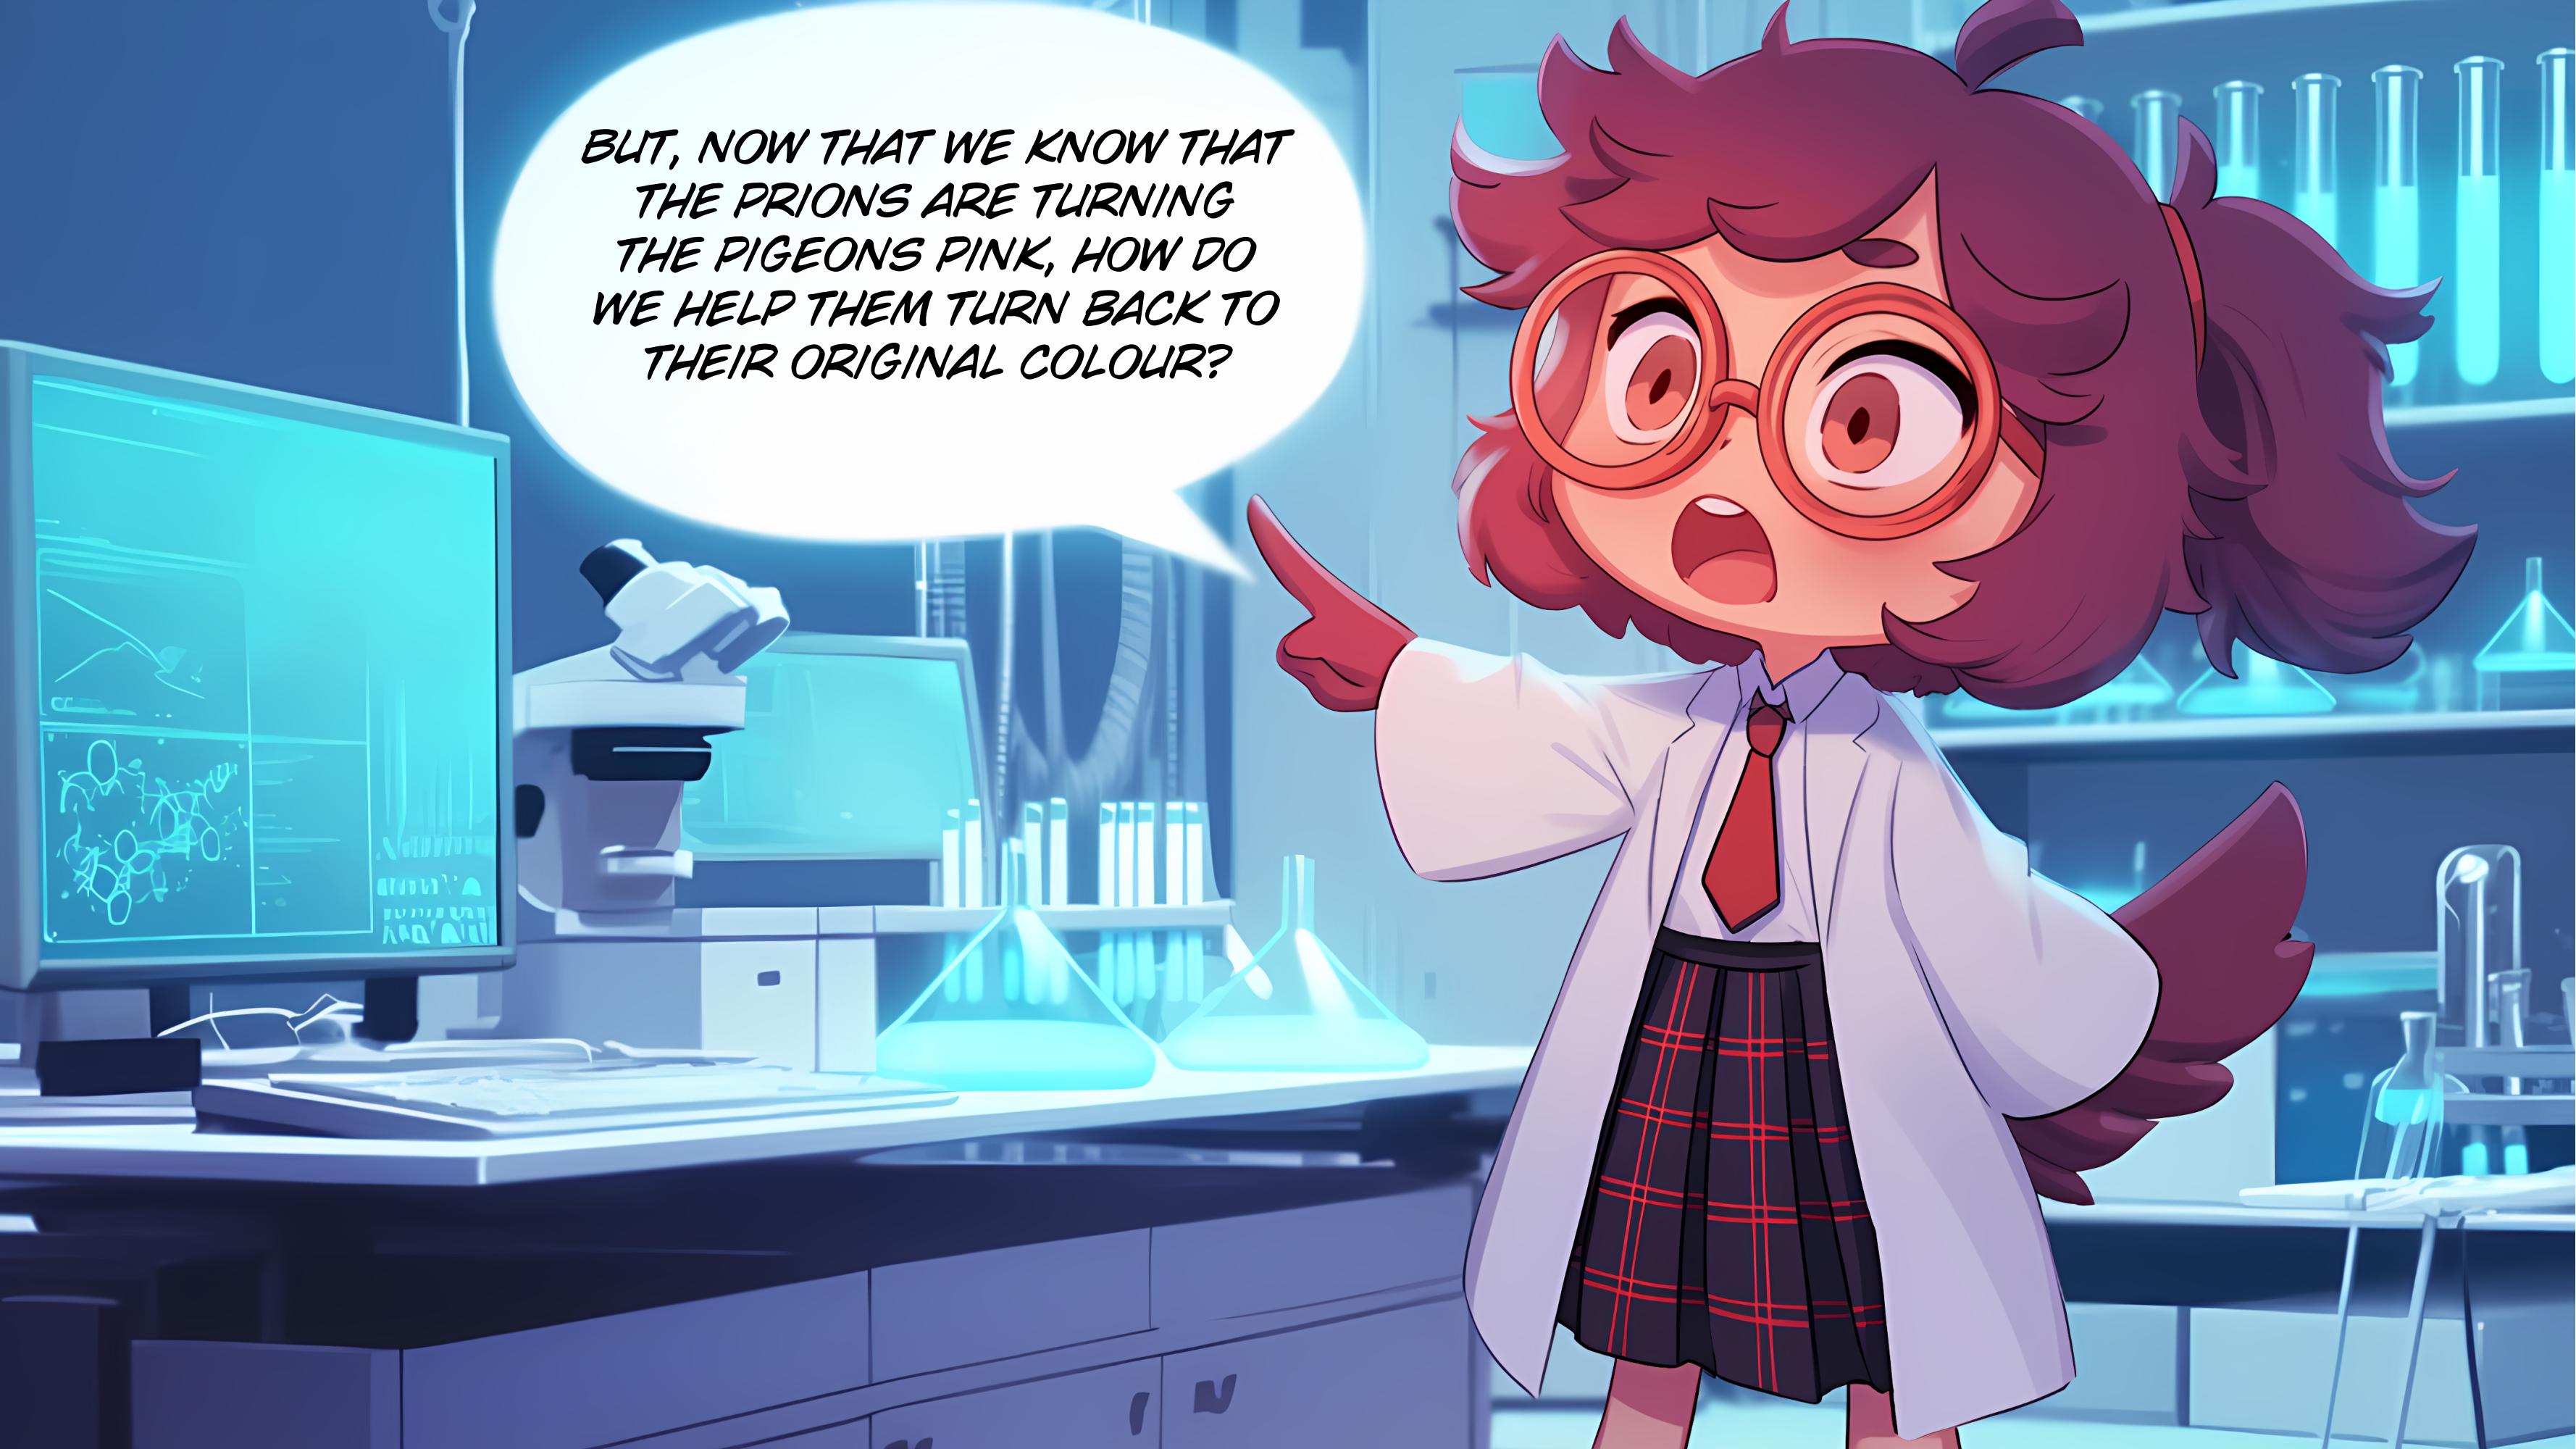 BUT, NOW THAT WE KNOW THAT
THE PRIONS ARE TURNING
THE PIGEONS PINK, HOW DO
WE HELP THEM TURN BACK TO
THEIR ORIGINAL COLOUR?